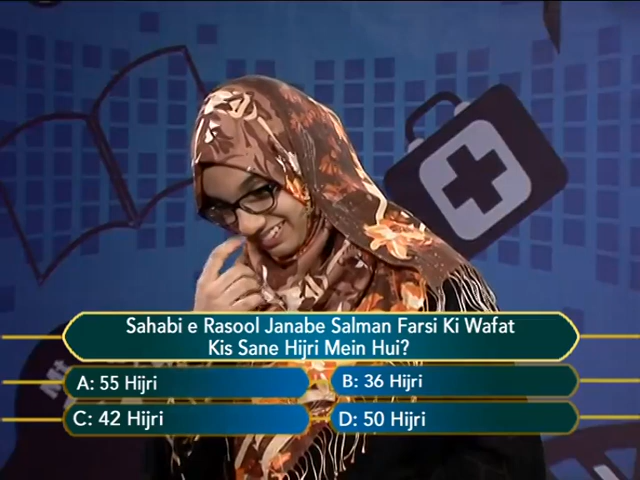 Sahabi e Rasool Janabe Salman Farsi Ki Wafat
Kis Sane Hijri Mein Hui?
A: 55 Hijri
B: 36 Hijri
C: 42 Hijri
D: 50 Hijri